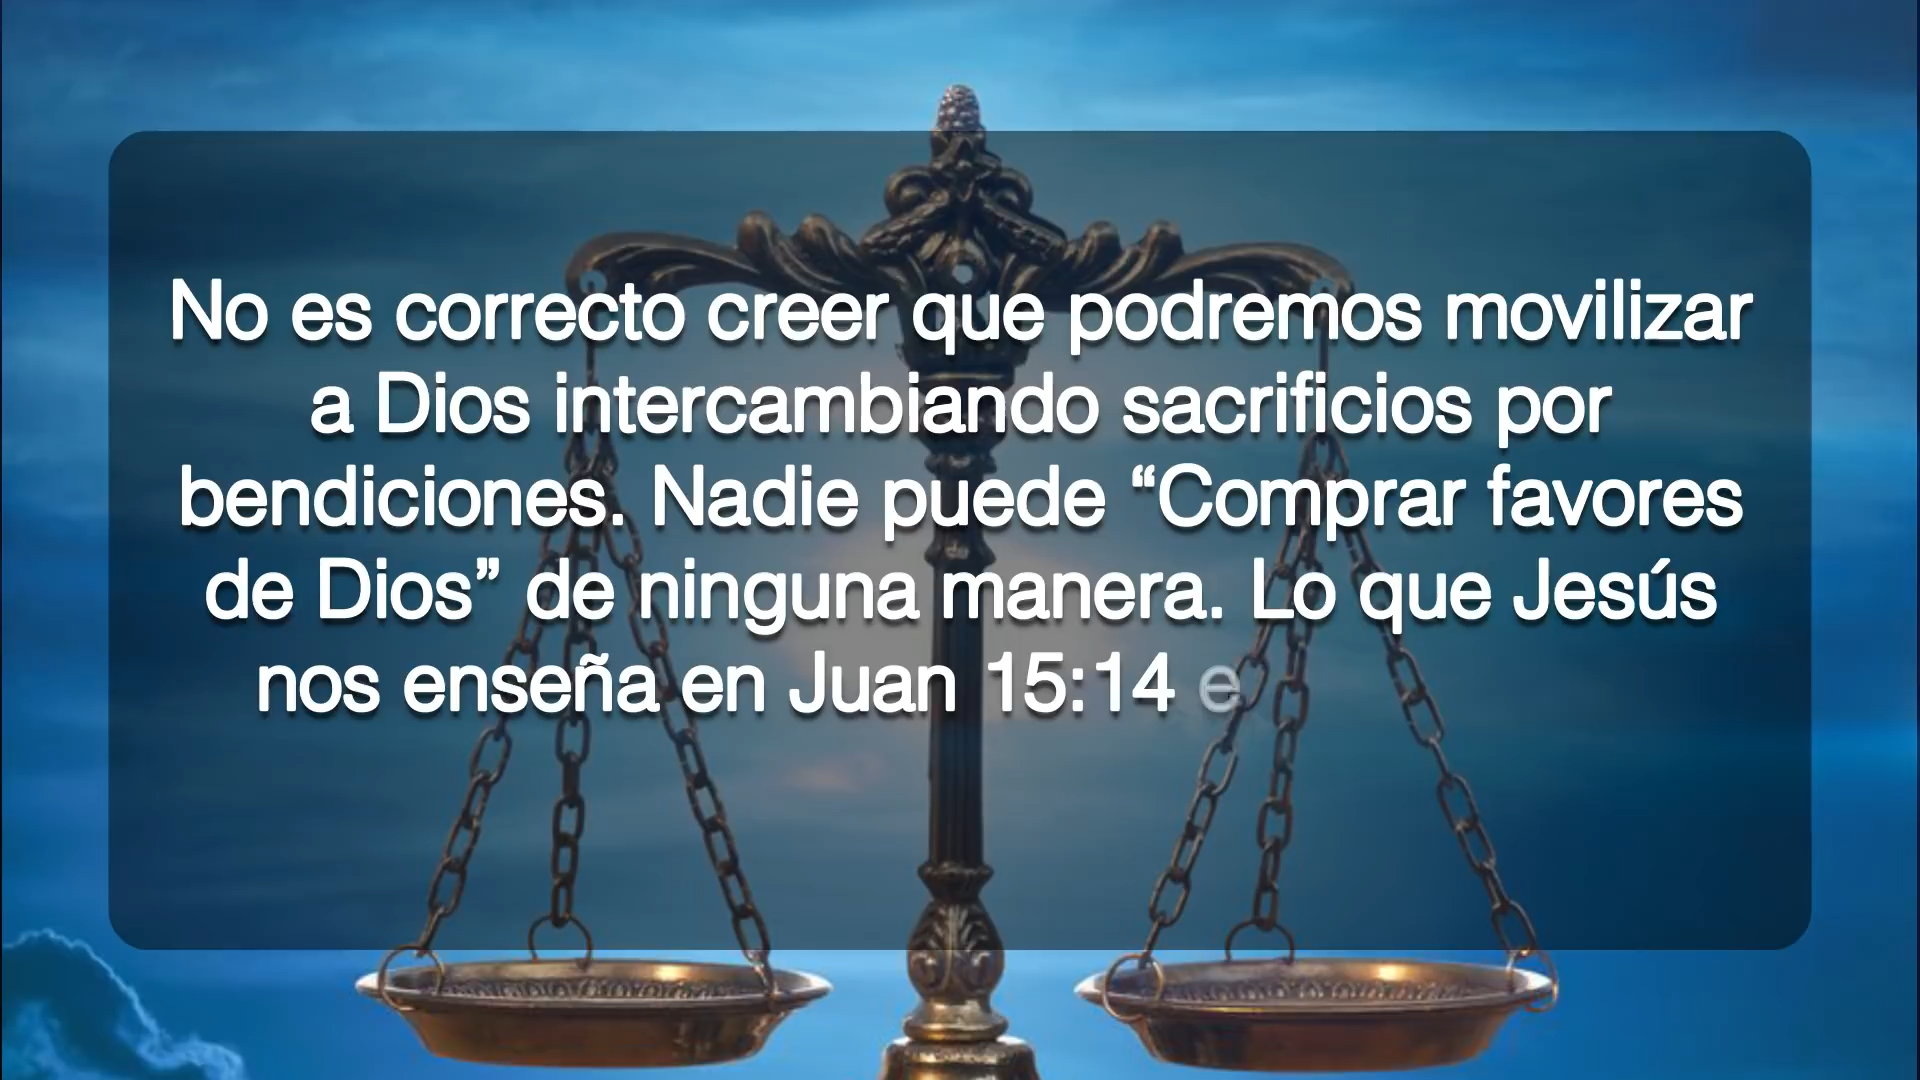 No es correcto creer que podremos movilizar
a Dios intercambiando sacrificios por
bendiciones. Nadie puede “Comprar favores
de Dios” de ninguna manera. Lo que Jesús
nos enseña en Juan 15:14 e